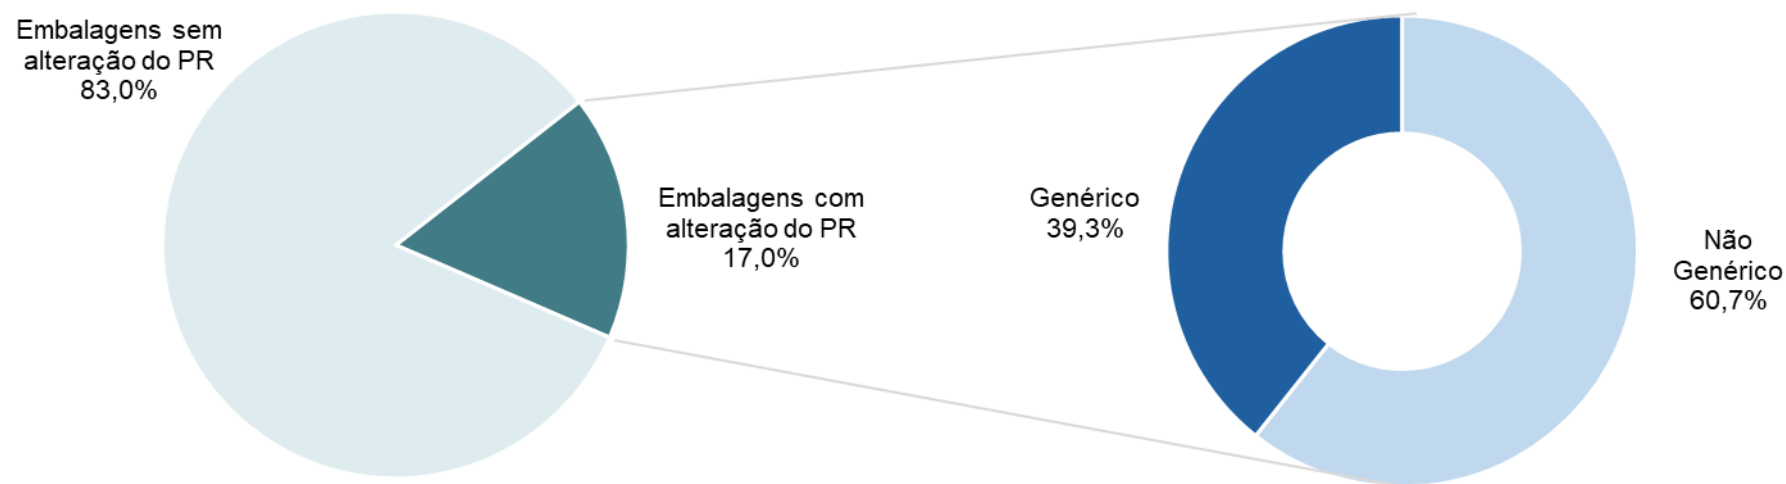 Embalagens sem
alteração do PR
83,0%
Embalagens com
alteração do PR
17,0%
Genérico
39,3%
Não
Genérico
60,7%